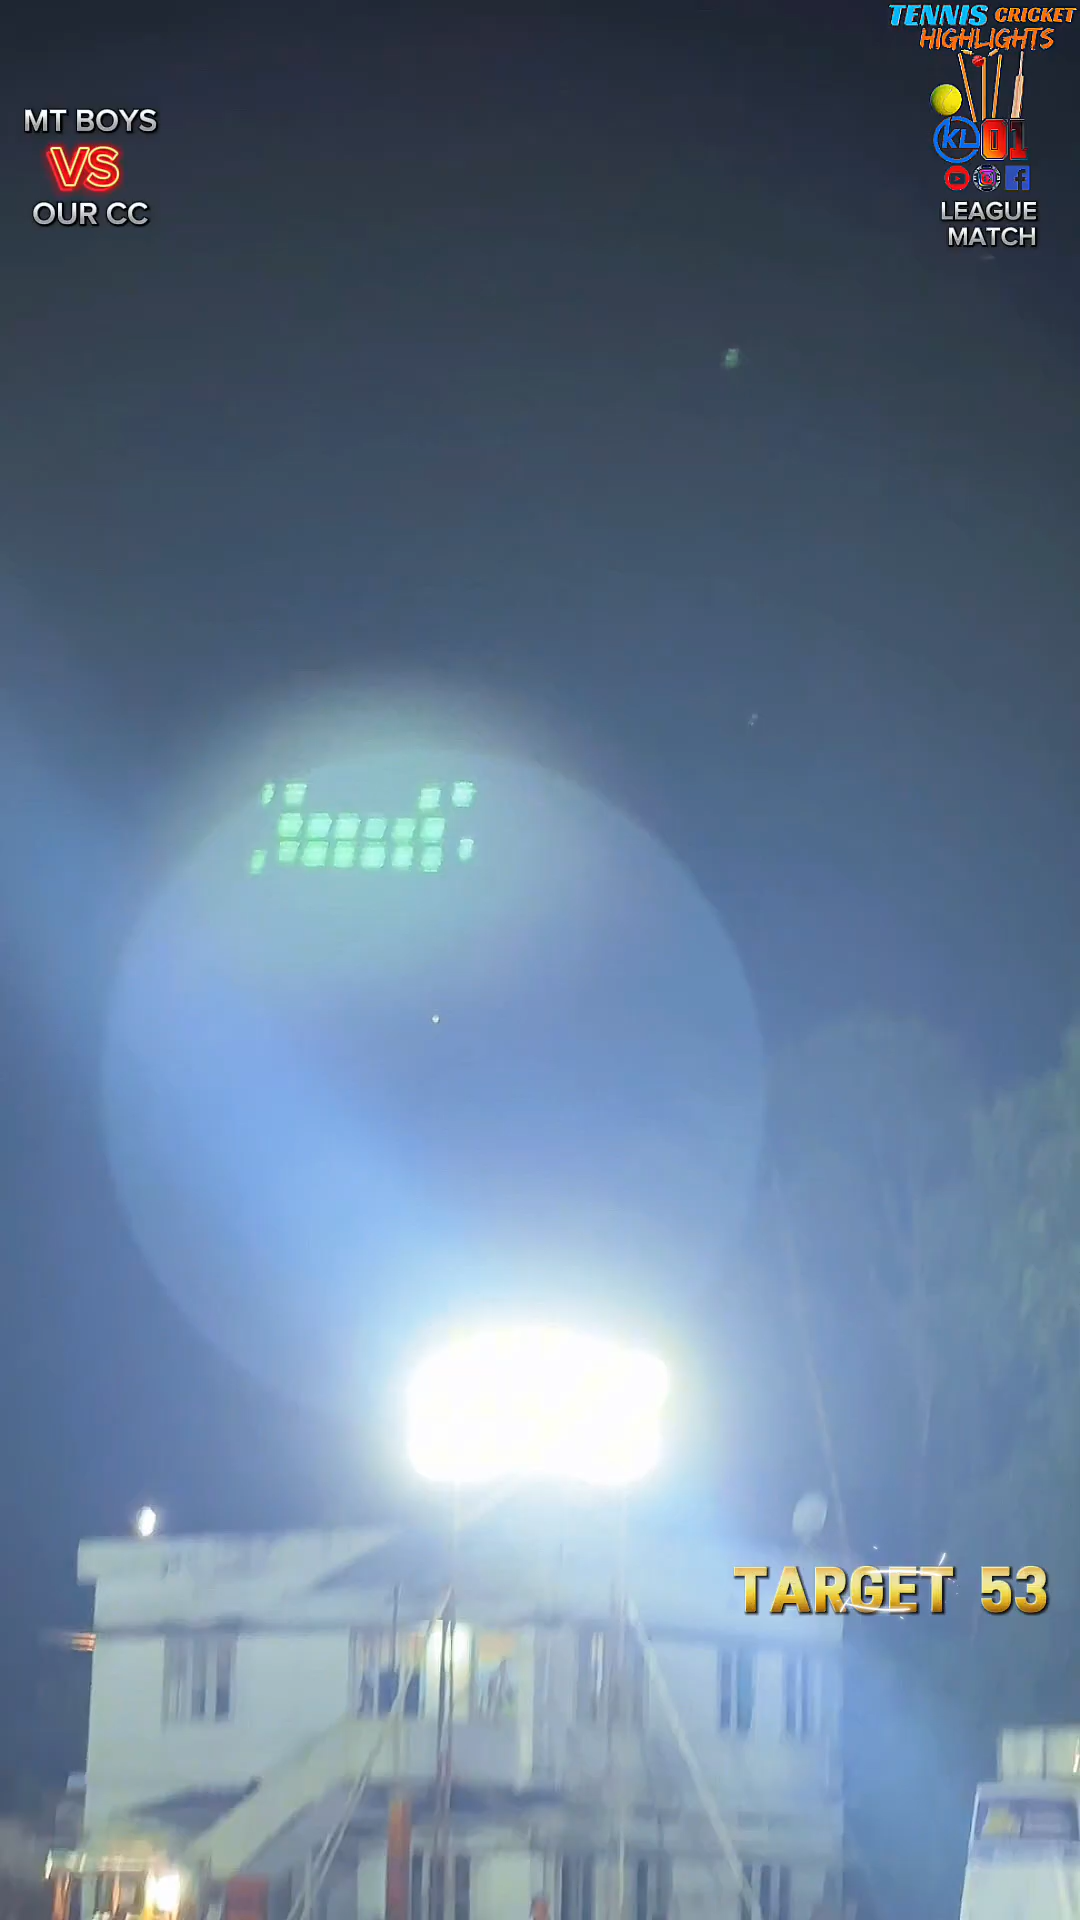 TENNIS CRICKET
HIGHLIGHTS
KL 01
LEAGUE
MATCH
MT BOYS
VS
OUR CC
TARGET 53